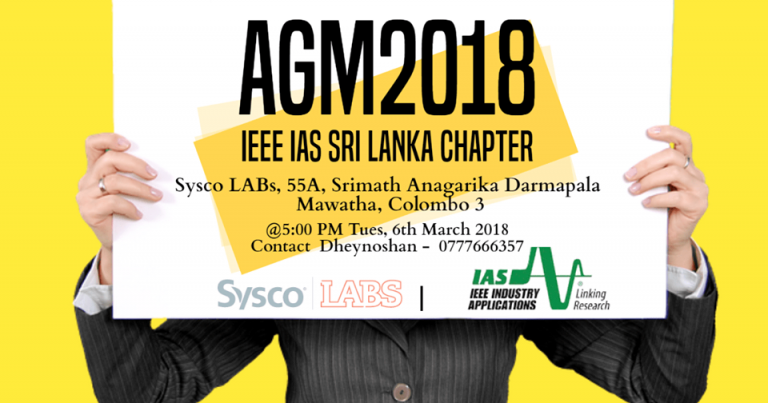 AGM2018
IEEE IAS SRI LANKA CHAPTER
Sysco LABs, 55A, Srimath Anagarika Darmapala
Mawatha, Colombo 3
@5:00 PM Tues, 6th March 2018
Contact Dheynoshan - 0777666357
Sysco® | LABS | IAS
IEEE INDUSTRY
APPLICATIONS
®
Linking
Research